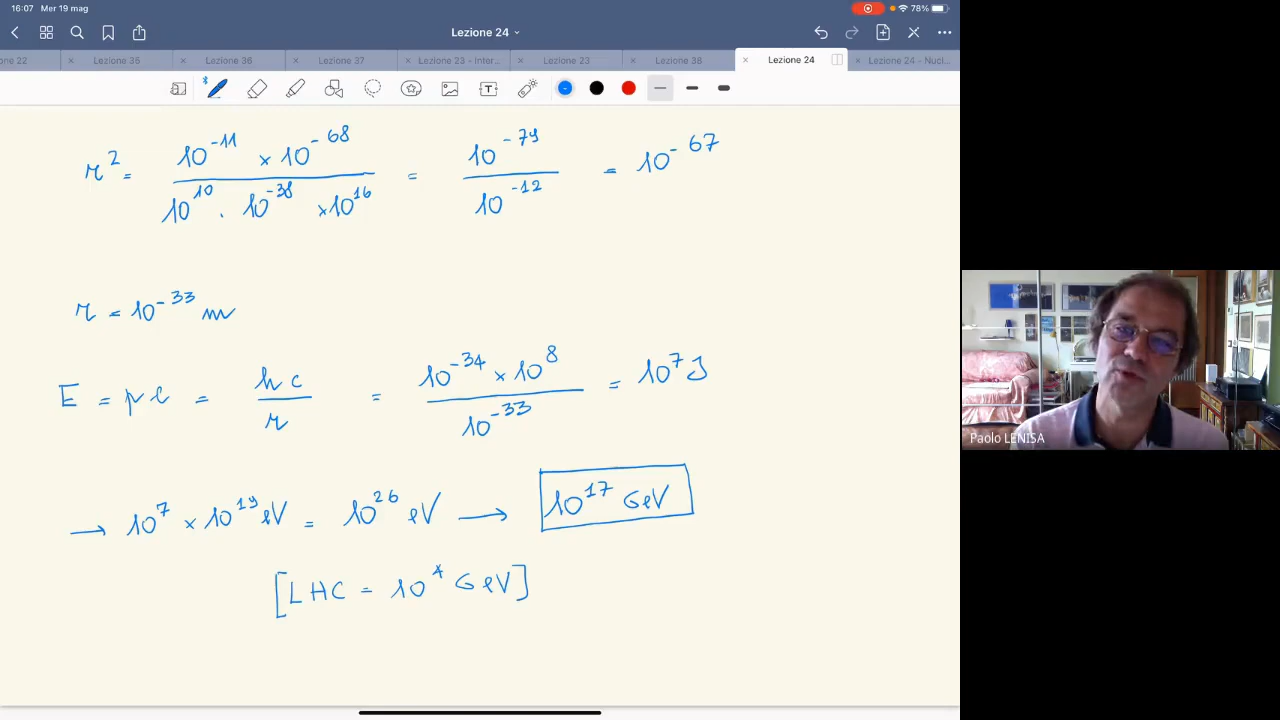 16:07 Mer 19 mag
78%
Lezione 24
22
Lezione 35
Lezione 36
Lezione 37
Lezione 23 - Inter...
Lezione 23
Lezione 38
Lezione 24
Lezione 24 - Nucl...
r² = 10⁻¹¹ × 10⁻⁶⁸ / 10¹⁰ · 10⁻³⁸ × 10¹⁶ = 10⁻⁷⁹ / 10⁻¹² = 10⁻⁶⁷
r = 10⁻³³ m
E = pc = hc / r = 10⁻³⁴ × 10⁸ / 10⁻³³ = 10⁷ J
→ 10⁷ × 10¹⁹ eV = 10²⁶ eV → 10¹⁷ GeV
[LHC = 10⁴ GeV]
Paolo LENISA